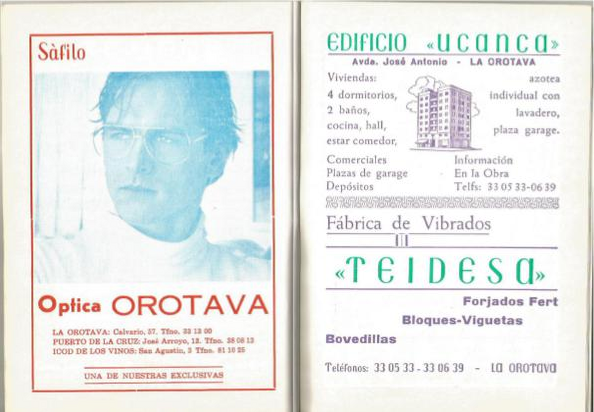 Sàfilo
Optica OROTAVA
LA OROTAVA: Calvario, 37. Tfno. 33 13 00
PUERTO DE LA CRUZ: José Arroyo, 13. Tfno. 38 06 13
ICOD DE LOS VINOS: San Agustín, 3 Tfno. 81 10 25
UNA DE NUESTRAS EXCLUSIVAS
EDIFICIO «UCANCA»
Avda. José Antonio - LA OROTAVA
Viviendas:
4 dormitorios,
2 baños,
cocina, hall,
estar comedor,
azotea
individual con
lavadero,
plaza garage.
Comerciales
Plazas de garage
Depósitos
Información
En la Obra
Telfs: 33 05 33-06 39
Fábrica de Vibrados
«TEIDESA»
Forjados Fert
Bloques-Viguetas
Bovedillas
Teléfonos: 33 05 33 - 33 06 39 - LA OROTAVA